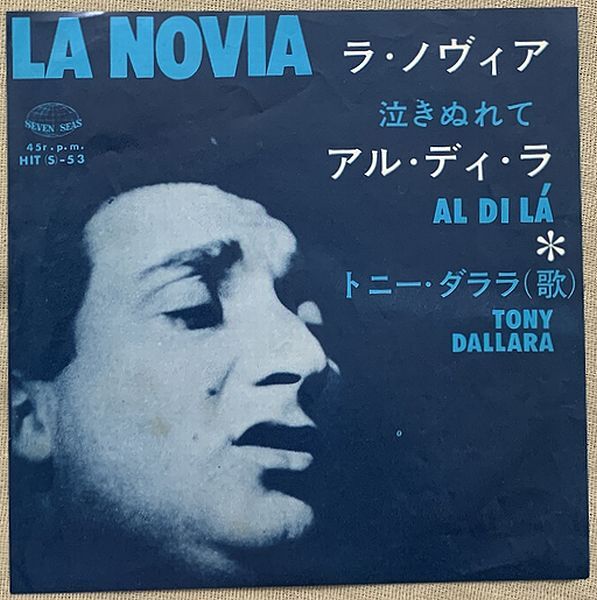 LA NOVIA
ラ・ノヴィア
泣きぬれて
SEVEN SEAS
45r.p.m.
HIT(S)-53
アル・ディ・ラ
AL DI LÁ
*
トニー・ダララ(歌)
TONY
DALLARA